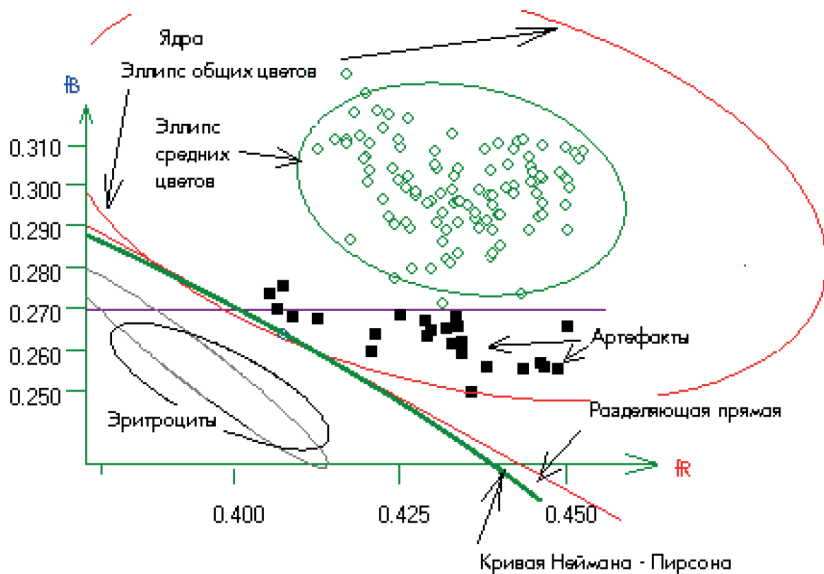 Ядра
Эллипс общих цветов
fB
Эллипс
средних
цветов
0.310
0.300
0.290
0.280
0.270
0.260
0.250
Артефакты
Разделяющая прямая
Эритроциты
fR
0.400
0.425
0.450
Кривая Неймана - Пирсона